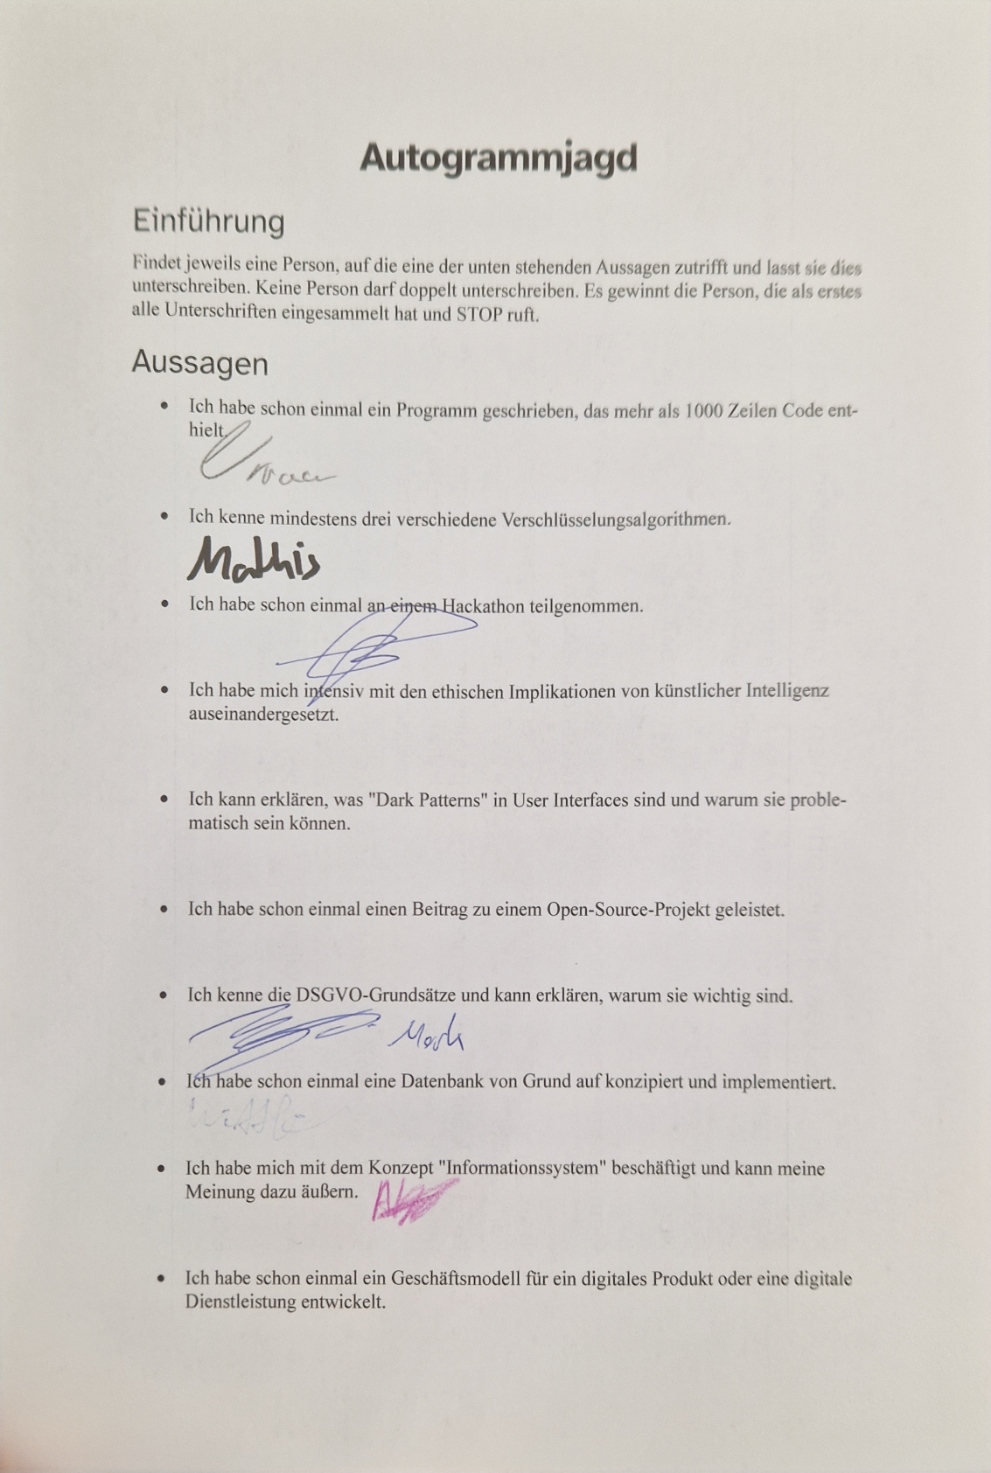 Autogrammjagd
Einführung
Findet jeweils eine Person, auf die eine der unten stehenden Aussagen zutrifft und lasst sie dies
unterschreiben. Keine Person darf doppelt unterschreiben. Es gewinnt die Person, die als erstes
alle Unterschriften eingesammelt hat und STOP ruft.
Aussagen
• Ich habe schon einmal ein Programm geschrieben, das mehr als 1000 Zeilen Code ent-
hielt.
• Ich kenne mindestens drei verschiedene Verschlüsselungsalgorithmen.
Mathis
• Ich habe schon einmal an einem Hackathon teilgenommen.
• Ich habe mich intensiv mit den ethischen Implikationen von künstlicher Intelligenz
auseinandergesetzt.
• Ich kann erklären, was "Dark Patterns" in User Interfaces sind und warum sie proble-
matisch sein können.
• Ich habe schon einmal einen Beitrag zu einem Open-Source-Projekt geleistet.
• Ich kenne die DSGVO-Grundsätze und kann erklären, warum sie wichtig sind.
• Ich habe schon einmal eine Datenbank von Grund auf konzipiert und implementiert.
• Ich habe mich mit dem Konzept "Informationssystem" beschäftigt und kann meine
Meinung dazu äußern.
• Ich habe schon einmal ein Geschäftsmodell für ein digitales Produkt oder eine digitale
Dienstleistung entwickelt.